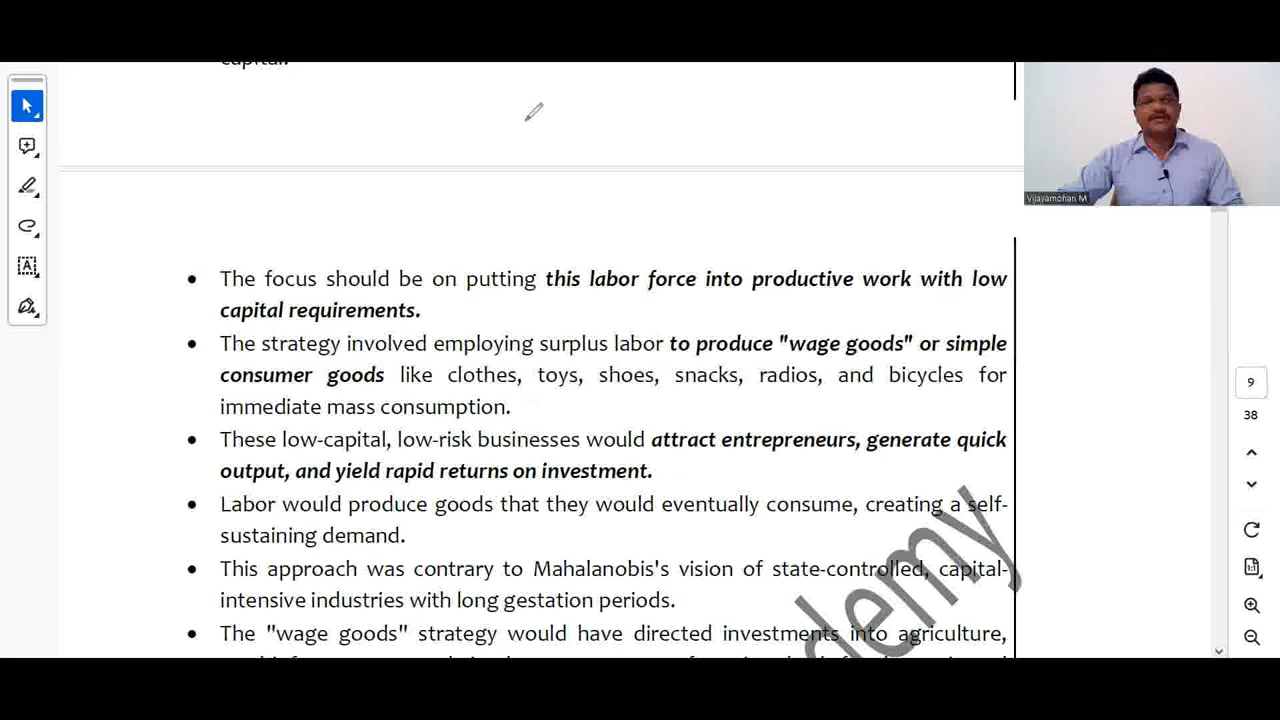 capital.
Vijayamohan M
• The focus should be on putting this labor force into productive work with low
capital requirements.
• The strategy involved employing surplus labor to produce "wage goods" or simple
consumer goods like clothes, toys, shoes, snacks, radios, and bicycles for
immediate mass consumption.
• These low-capital, low-risk businesses would attract entrepreneurs, generate quick
output, and yield rapid returns on investment.
• Labor would produce goods that they would eventually consume, creating a self-
sustaining demand.
• This approach was contrary to Mahalanobis's vision of state-controlled, capital-
intensive industries with long gestation periods.
• The "wage goods" strategy would have directed investments into agriculture,
demy
9
38
1:1